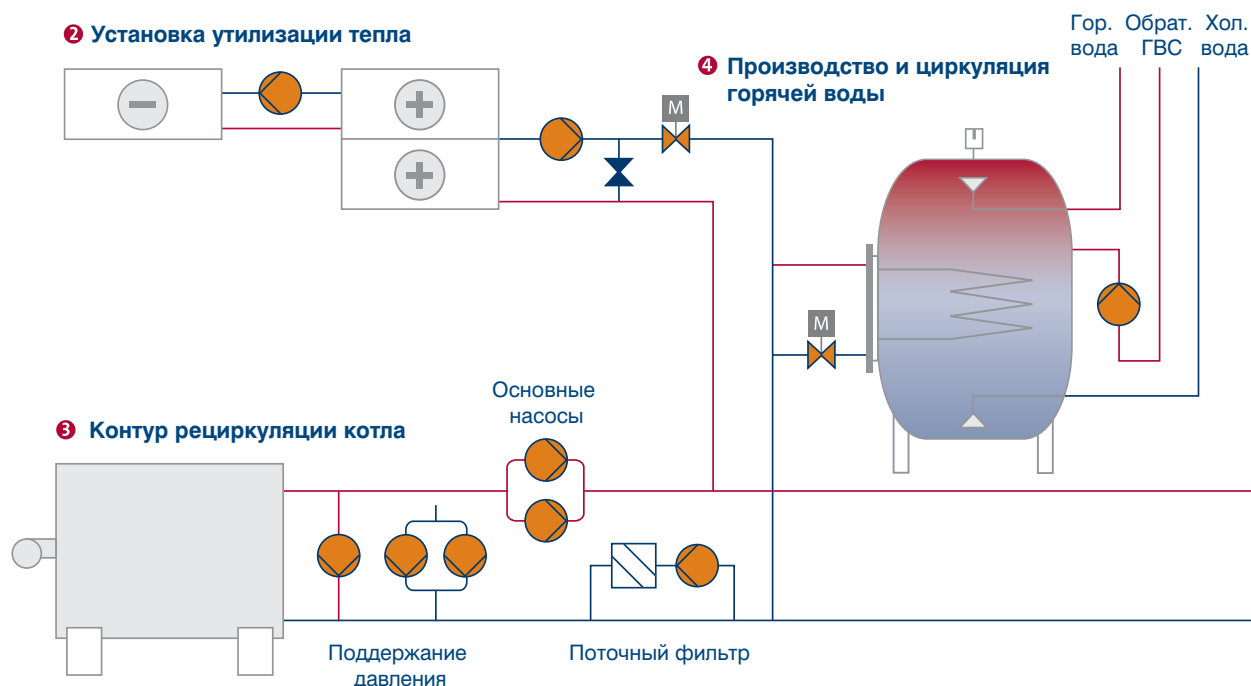 ❷ Установка утилизации тепла
Гор. Обрат. Хол.
вода ГВС вода
❹ Производство и циркуляция
горячей воды
M
M
Основные
насосы
❸ Контур рециркуляции котла
Поддержание
давления
Поточный фильтр